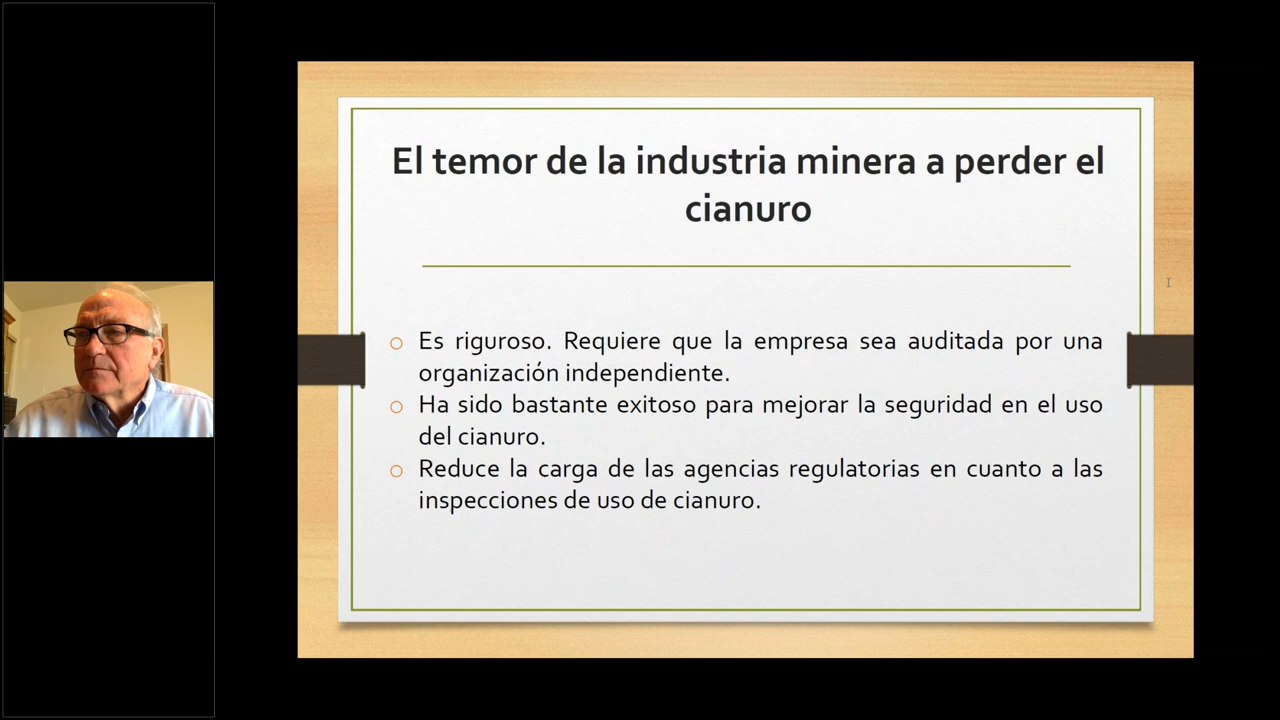 El temor de la industria minera a perder el
cianuro
Es riguroso. Requiere que la empresa sea auditada por una
organización independiente.
Ha sido bastante exitoso para mejorar la seguridad en el uso
del cianuro.
Reduce la carga de las agencias regulatorias en cuanto a las
inspecciones de uso de cianuro.